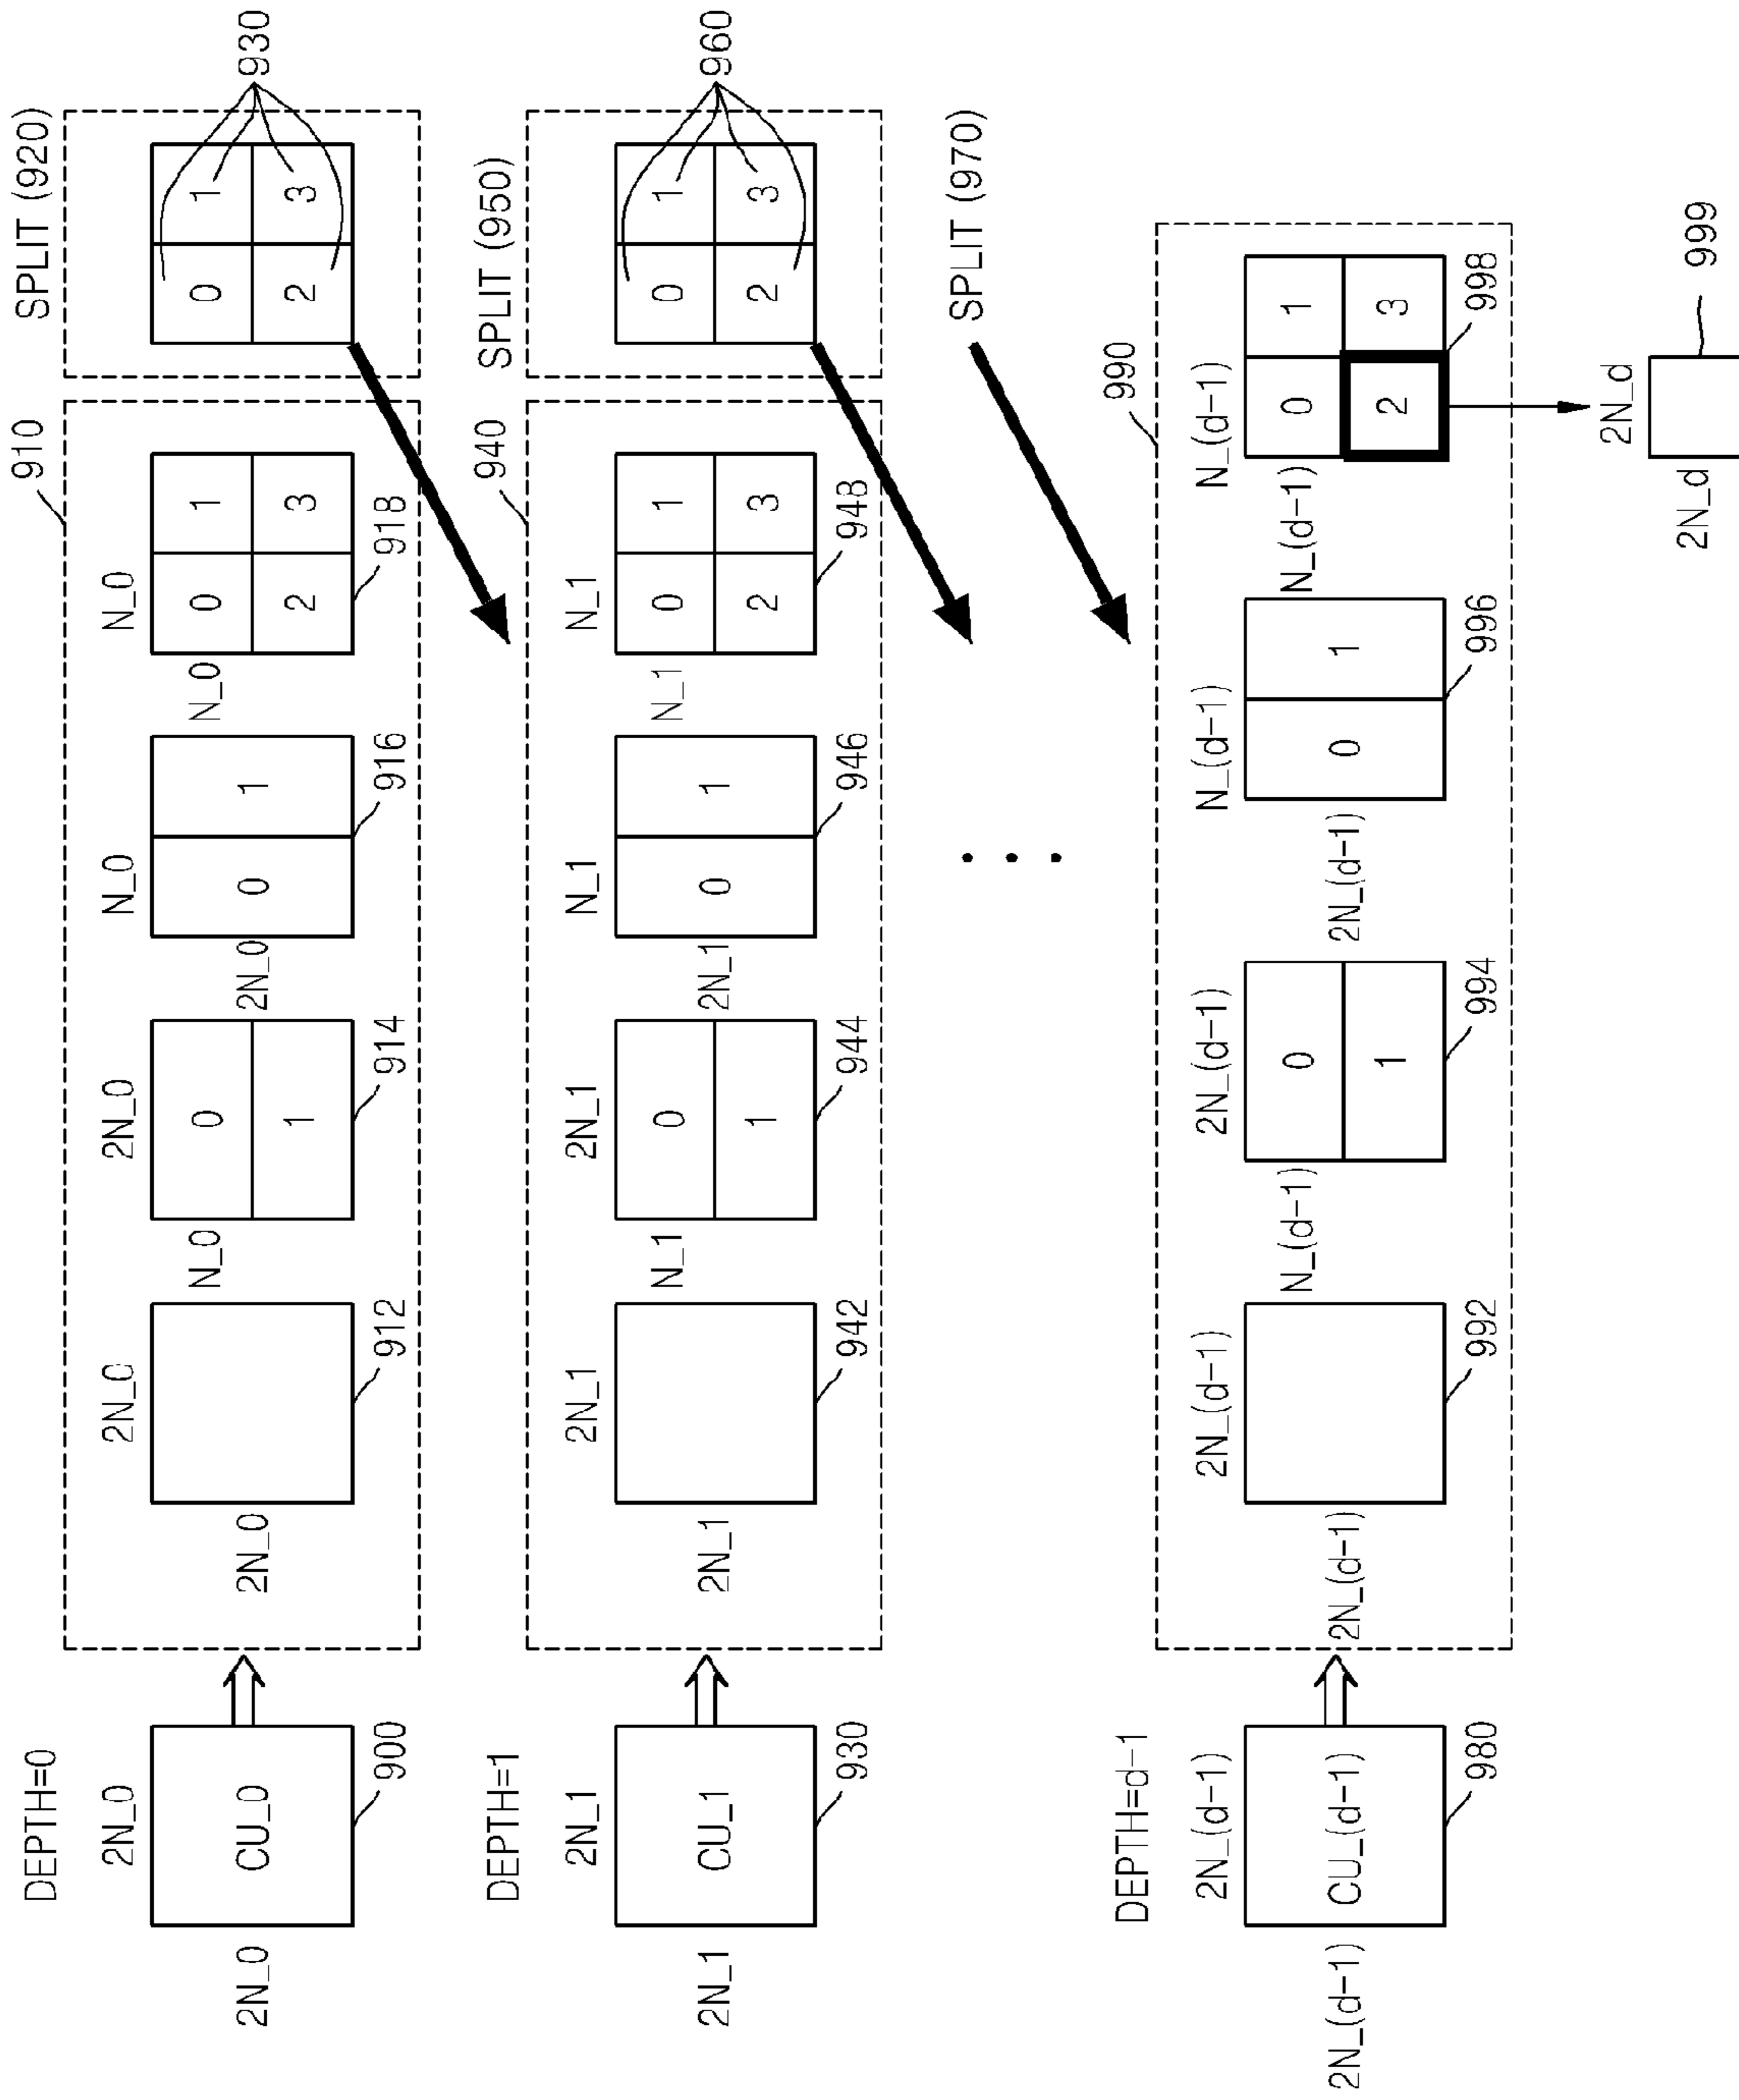 DEPTH=0
2N_0
2N_0
CU_0
900
910
2N_0
2N_0
912
2N_0
N_0
0
1
914
N_0
2N_0
0 1
916
N_0
N_0
0 1
2 3
918
SPLIT (920)
0 1
2 3
930
DEPTH=1
2N_1
2N_1
CU_1
930
940
2N_1
2N_1
942
2N_1
N_1
0
1
944
N_1
2N_1
0 1
946
N_1
N_1
0 1
2 3
948
SPLIT (950)
0 1
2 3
960
SPLIT (970)
DEPTH=d-1
2N_(d-1)
2N_(d-1)
CU_(d-1)
980
990
2N_(d-1)
2N_(d-1)
992
2N_(d-1)
N_(d-1)
0
1
994
N_(d-1)
2N_(d-1)
0 1
996
N_(d-1)
N_(d-1)
0 1
2 3
998
2N_d
2N_d
999